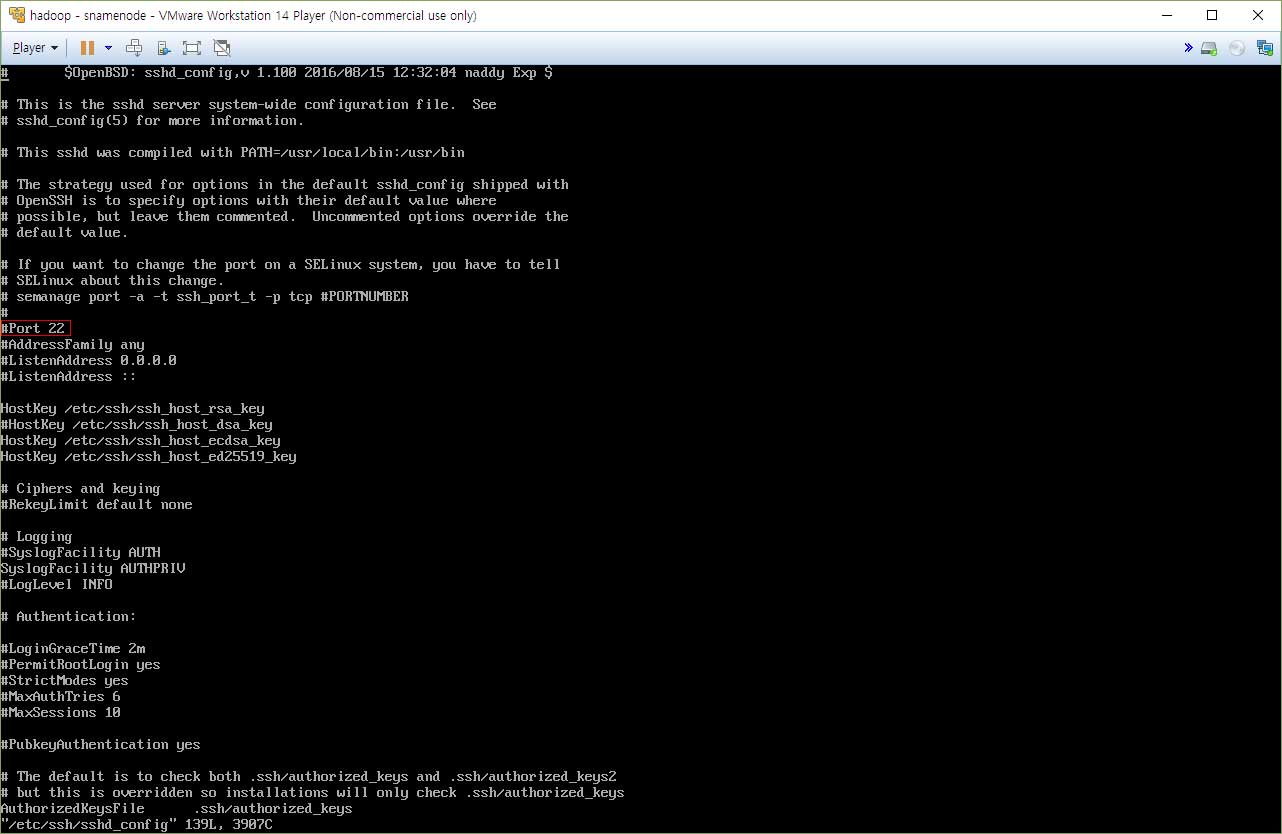 hadoop - snamenode - VMware Workstation 14 Player (Non-commercial use only)
Player
#       $OpenBSD: sshd_config,v 1.100 2016/08/15 12:32:04 naddy Exp $
# This is the sshd server system-wide configuration file.  See
# sshd_config(5) for more information.
# This sshd was compiled with PATH=/usr/local/bin:/usr/bin
# The strategy used for options in the default sshd_config shipped with
# OpenSSH is to specify options with their default value where
# possible, but leave them commented.  Uncommented options override the
# default value.
# If you want to change the port on a SELinux system, you have to tell
# SELinux about this change.
# semanage port -a -t ssh_port_t -p tcp #PORTNUMBER
#
#Port 22
#AddressFamily any
#ListenAddress 0.0.0.0
#ListenAddress ::
HostKey /etc/ssh/ssh_host_rsa_key
#HostKey /etc/ssh/ssh_host_dsa_key
HostKey /etc/ssh/ssh_host_ecdsa_key
HostKey /etc/ssh/ssh_host_ed25519_key
# Ciphers and keying
#RekeyLimit default none
# Logging
#SyslogFacility AUTH
SyslogFacility AUTHPRIV
#LogLevel INFO
# Authentication:
#LoginGraceTime 2m
#PermitRootLogin yes
#StrictModes yes
#MaxAuthTries 6
#MaxSessions 10
#PubkeyAuthentication yes
# The default is to check both .ssh/authorized_keys and .ssh/authorized_keys2
# but this is overridden so installations will only check .ssh/authorized_keys
AuthorizedKeysFile      .ssh/authorized_keys
"/etc/ssh/sshd_config" 139L, 3907C